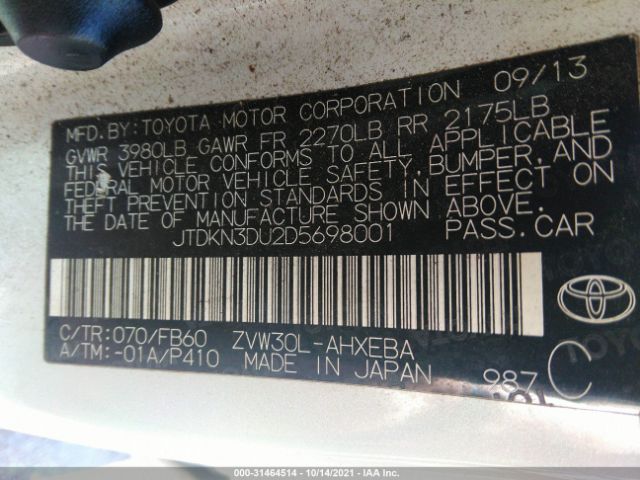 MFD. BY: TOYOTA MOTOR CORPORATION 09/13
GVWR 3980LB GAWR FR 2270LB RR 2175LB
THIS VEHICLE CONFORMS TO ALL APPLICABLE
FEDERAL MOTOR VEHICLE SAFETY, BUMPER, AND
THEFT PREVENTION STANDARDS IN EFFECT ON
THE DATE OF MANUFACTURE SHOWN ABOVE.
JTDKN3DU2D5698001 PASS.CAR
C/TR: 070/FB60 ZVW30L-AHXEBA
A/TM: -01A/P410 MADE IN JAPAN 987 C
000-31464514 | 10/14/2021 | IAA Inc.